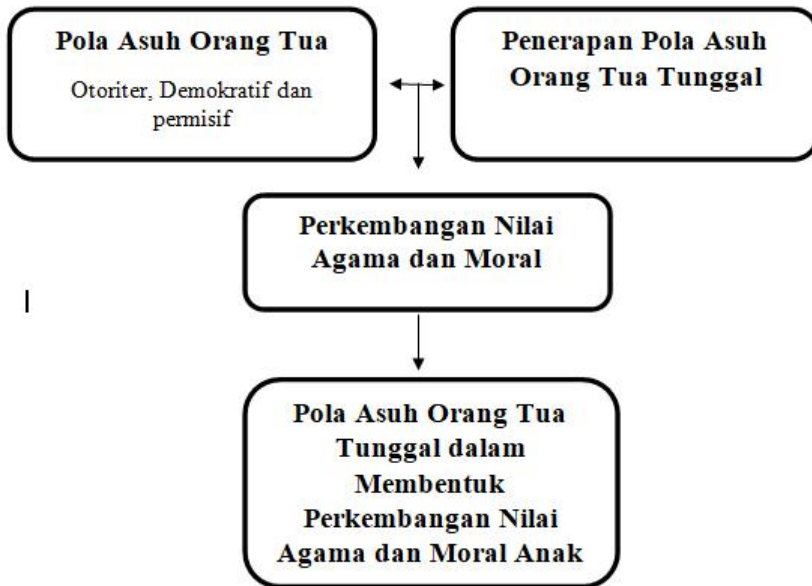 Pola Asuh Orang Tua
Otoriter, Demokratif dan
permisif
Penerapan Pola Asuh
Orang Tua Tunggal
Perkembangan Nilai
Agama dan Moral
Pola Asuh Orang Tua
Tunggal dalam
Membentuk
Perkembangan Nilai
Agama dan Moral Anak